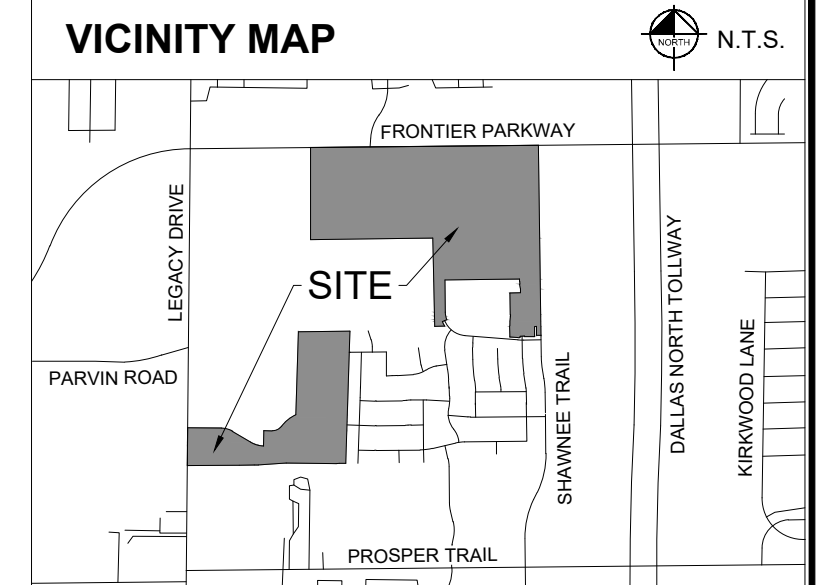 VICINITY MAP
NORTH
N.T.S.
FRONTIER PARKWAY
LEGACY DRIVE
SITE
DALLAS NORTH TOLLWAY
PARVIN ROAD
SHAWNEE TRAIL
KIRKWOOD LANE
PROSPER TRAIL